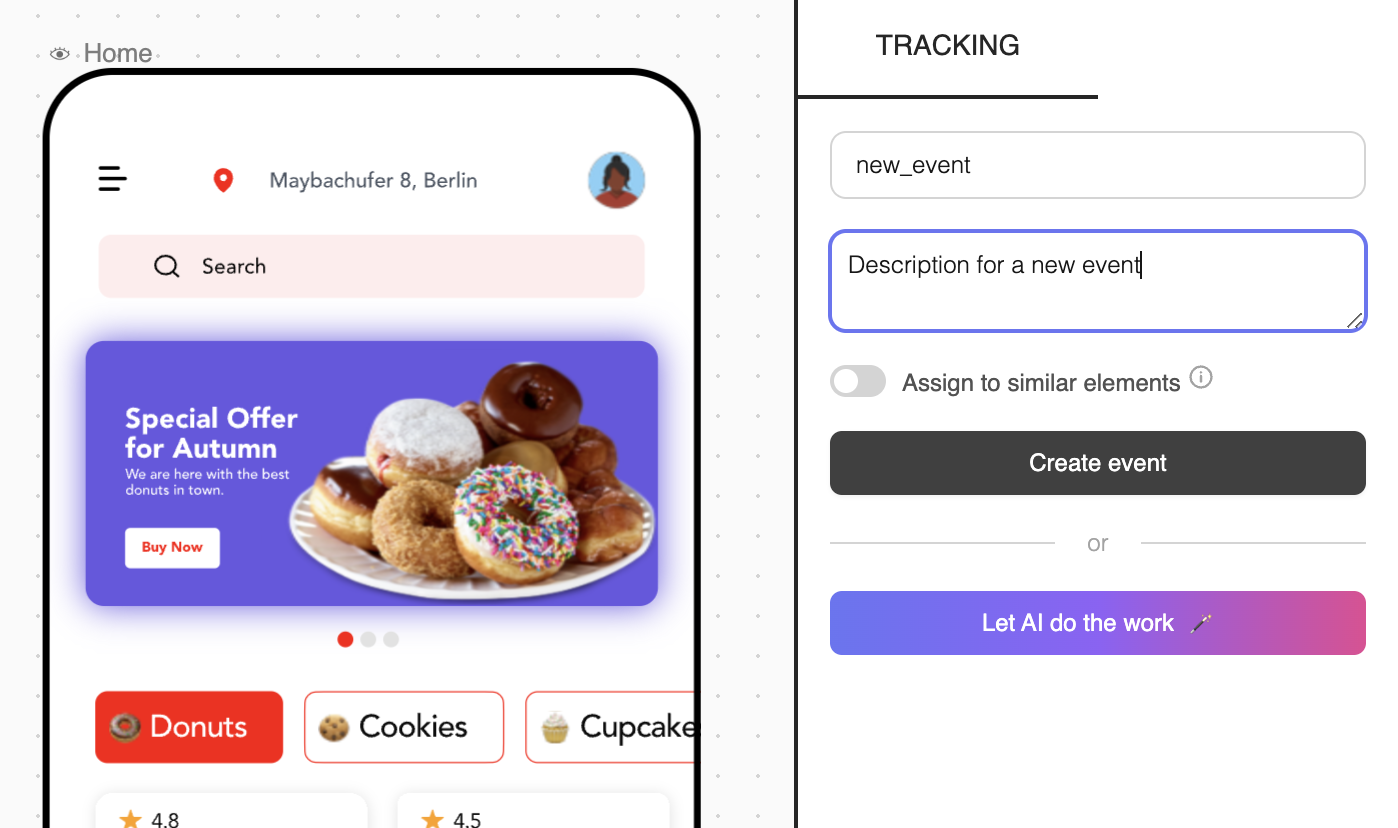 Home
Maybachufer 8, Berlin
Search
Special Offer
for Autumn
We are here with the best
donuts in town.
Buy Now
Donuts
Cookies
Cupcake
4.8
4.5
TRACKING
new_event
Description for a new event
Assign to similar elements
Create event
or
Let AI do the work